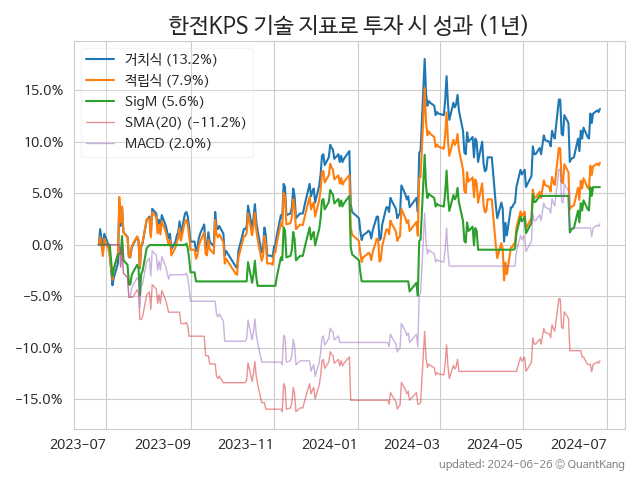 한전KPS 기술 지표로 투자 시 성과 (1년)
거치식 (13.2%)
적립식 (7.9%)
SigM (5.6%)
SMA(20) (−11.2%)
MACD (2.0%)
15.0%
10.0%
5.0%
0.0%
−5.0%
−10.0%
−15.0%
2023-07 2023-09 2023-11 2024-01 2024-03 2024-05 2024-07
updated: 2024-06-26 © QuantKang